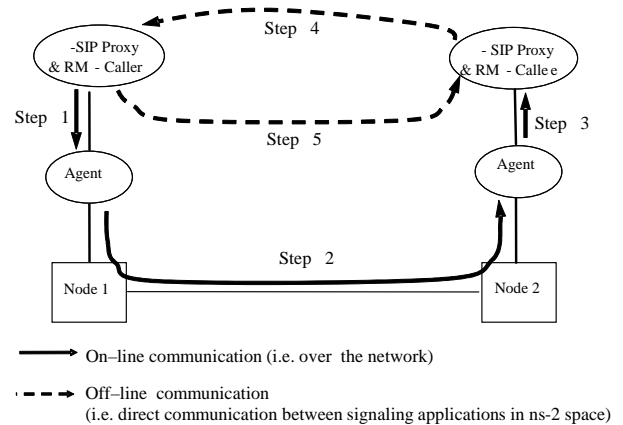 Step 4
-SIP Proxy
& RM - Caller
- SIP Proxy
& RM - Callee
Step 1
Step 5
Step 3
Agent
Agent
Step 2
Node 1
Node 2
On-line communication (i.e. over the network)
Off–line communication
(i.e. direct communication between signaling applications in ns-2 space)